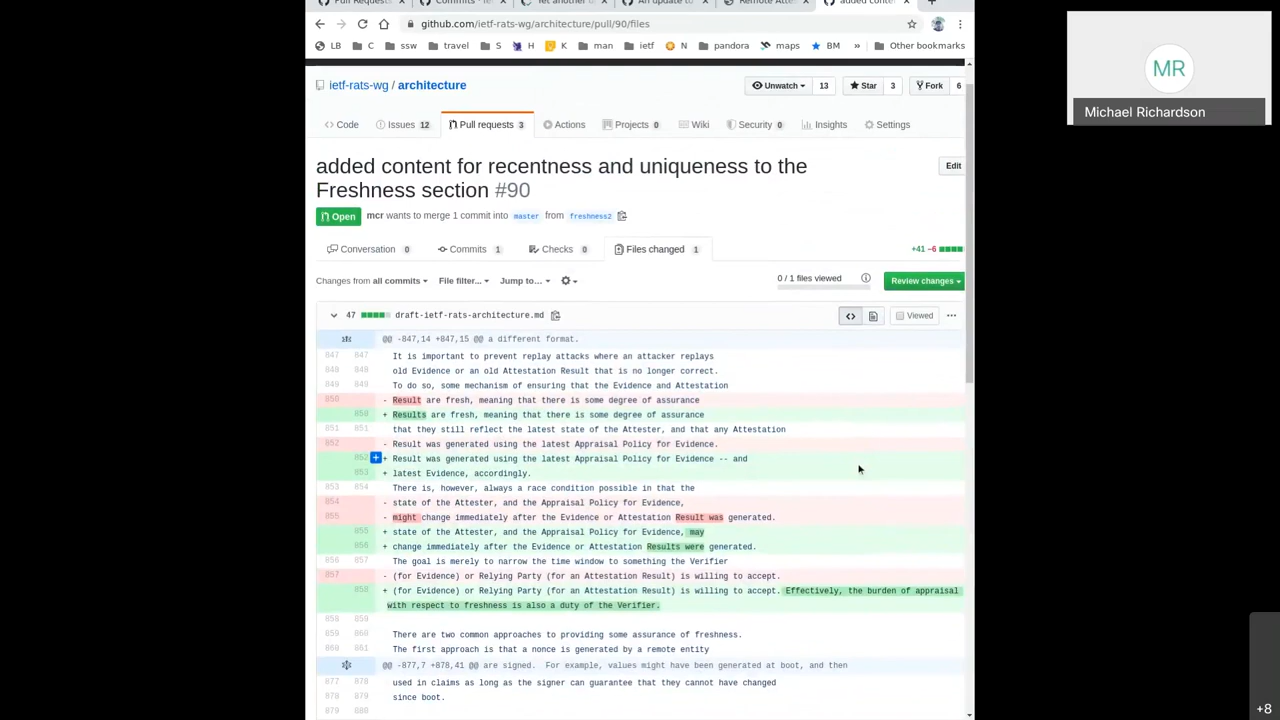 Pull Requests
Commits
Yet another
An update to
Remote Attes
added conten
github.com/ietf-rats-wg/architecture/pull/90/files
LB C ssw travel S H K man ietf N pandora maps BM » Other bookmarks
MR
Michael Richardson
ietf-rats-wg / architecture
Unwatch 13 Star 3 Fork 6
Code Issues 12 Pull requests 3 Actions Projects 0 Wiki Security 0 Insights Settings
added content for recentness and uniqueness to the
Freshness section #90
Edit
Open mcr wants to merge 1 commit into master from freshness2
Conversation 0 Commits 1 Checks 0 Files changed 1 +41 −6
Changes from all commits File filter... Jump to... 0 / 1 files viewed Review changes
47 draft-ietf-rats-architecture.md <> Viewed ...
@@ -847,14 +847,15 @@ a different format.
847 847 It is important to prevent replay attacks where an attacker replays
848 848 old Evidence or an old Attestation Result that is no longer correct.
849 849 To do so, some mechanism of ensuring that the Evidence and Attestation
850 - Result are fresh, meaning that there is some degree of assurance
850 + Results are fresh, meaning that there is some degree of assurance
851 851 that they still reflect the latest state of the Attester, and that any Attestation
852 - Result was generated using the latest Appraisal Policy for Evidence.
852 + Result was generated using the latest Appraisal Policy for Evidence -- and
853 + latest Evidence, accordingly.
853 854 There is, however, always a race condition possible in that the
854 - state of the Attester, and the Appraisal Policy for Evidence,
855 - might change immediately after the Evidence or Attestation Result was generated.
855 + state of the Attester, and the Appraisal Policy for Evidence, may
856 + change immediately after the Evidence or Attestation Results were generated.
856 857 The goal is merely to narrow the time window to something the Verifier
857 - (for Evidence) or Relying Party (for an Attestation Result) is willing to accept.
858 + (for Evidence) or Relying Party (for an Attestation Result) is willing to accept. Effectively, the burden of appraisal
with respect to freshness is also a duty of the Verifier.
858 859
859 860 There are two common approaches to providing some assurance of freshness.
860 861 The first approach is that a nonce is generated by a remote entity
@@ -877,7 +878,41 @@ are signed. For example, values might have been generated at boot, and then
877 878 used in claims as long as the signer can guarantee that they cannot have changed
878 879 since boot.
879 880
+8